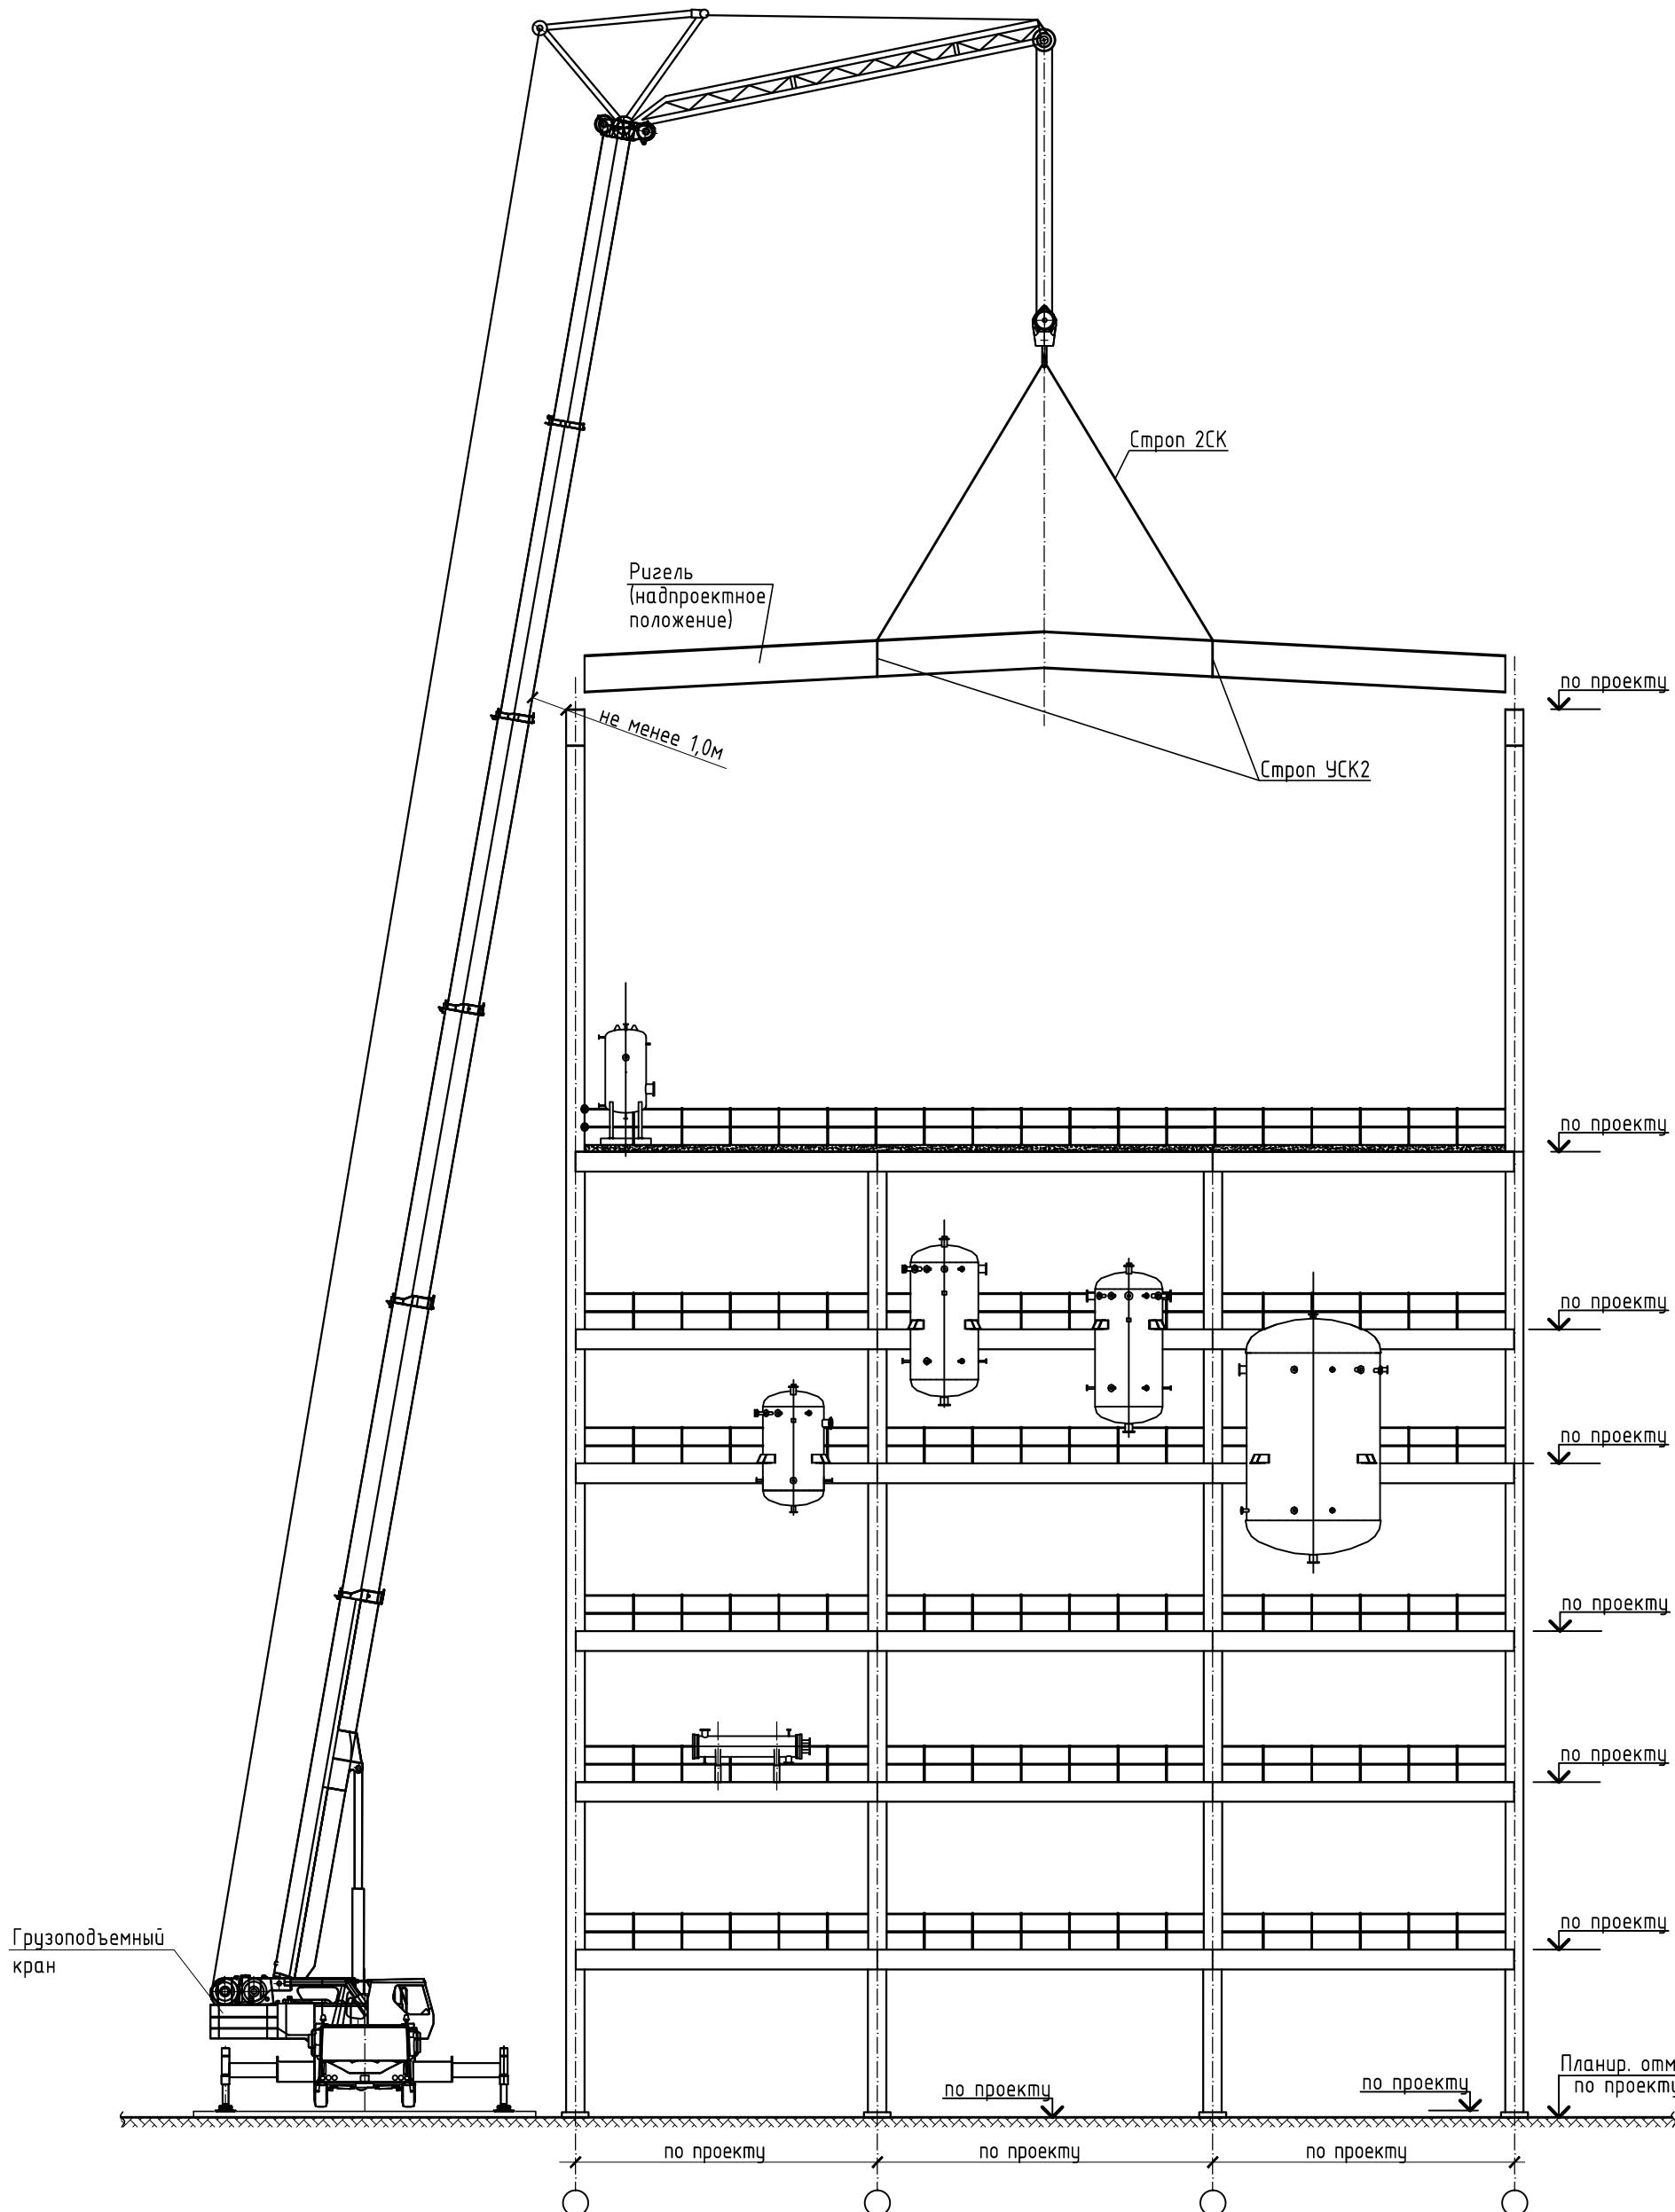 Строп 2СК
Ригель
(надпроектное
положение)
по проекту
не менее 1,0м
Строп УСК2
по проекту
по проекту
по проекту
по проекту
по проекту
по проекту
Грузоподъемный
кран
Планир. отм
по проекту
по проекту
по проекту
по проекту
по проекту
по проекту